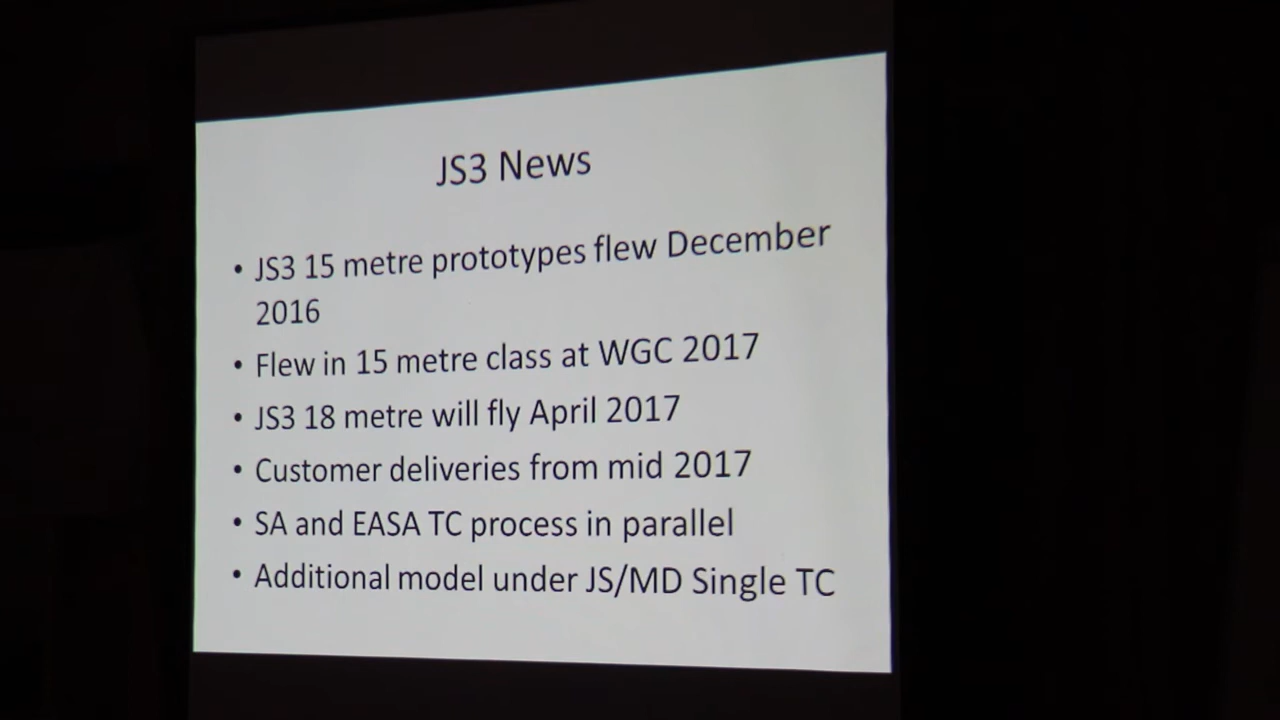 JS3 News
• JS3 15 metre prototypes flew December
2016
• Flew in 15 metre class at WGC 2017
• JS3 18 metre will fly April 2017
• Customer deliveries from mid 2017
• SA and EASA TC process in parallel
• Additional model under JS/MD Single TC